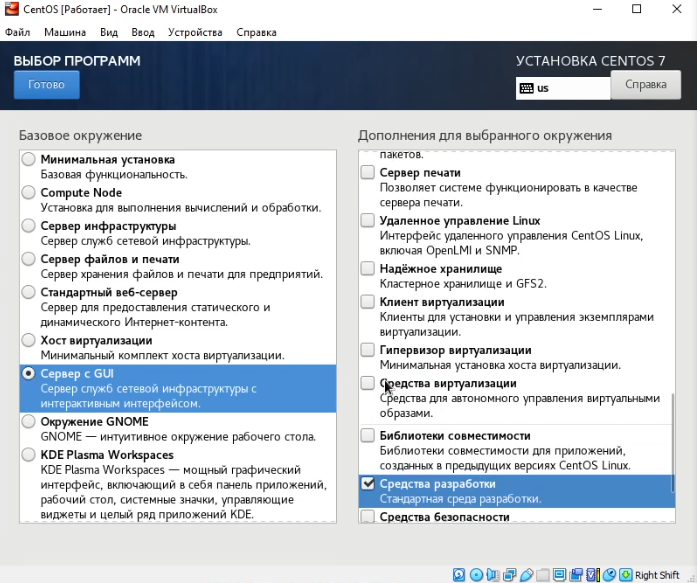 CentOS [Работает] - Oracle VM VirtualBox
Файл Машина Вид Ввод Устройства Справка
ВЫБОР ПРОГРАММ
Готово
УСТАНОВКА CENTOS 7
us
Справка
Базовое окружение
Минимальная установка
Базовая функциональность.
Compute Node
Установка для выполнения вычислений и обработки.
Сервер инфраструктуры
Сервер служб сетевой инфраструктуры.
Сервер файлов и печати
Сервер хранения файлов и печати для предприятий.
Стандартный веб-сервер
Сервер для предоставления статического и
динамического Интернет-контента.
Хост виртуализации
Минимальный комплект хоста виртуализации.
Сервер с GUI
Сервер служб сетевой инфраструктуры с
интерактивным интерфейсом.
Окружение GNOME
GNOME — интуитивное окружение рабочего стола.
KDE Plasma Workspaces
KDE Plasma Workspaces — мощный графический
интерфейс, включающий в себя панель приложений,
рабочий стол, системные значки, управляющие
виджеты и целый ряд приложений KDE.
Дополнения для выбранного окружения
пакетов.
Сервер печати
Позволяет системе функционировать в качестве
сервера печати.
Удаленное управление Linux
Интерфейс удаленного управления CentOS Linux,
включая OpenLMI и SNMP.
Надёжное хранилище
Кластерное хранилище и GFS2.
Клиент виртуализации
Клиенты для установки и управления экземплярами
виртуализации.
Гипервизор виртуализации
Минимальная установка хоста виртуализации.
Средства виртуализации
Средства для автономного управления виртуальными
образами.
Библиотеки совместимости
Библиотеки совместимости для приложений,
созданных в предыдущих версиях CentOS Linux.
Средства разработки
Стандартная среда разработки.
Средства безопасности
Right Shift